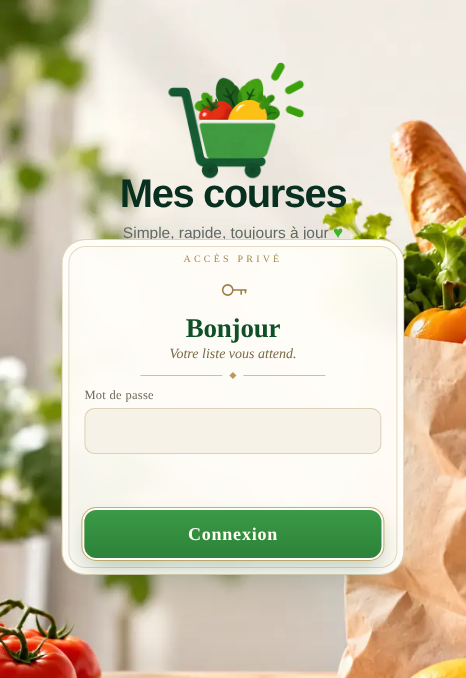 Mes courses
Simple, rapide, toujours à jour ♥
ACCÈS PRIVÉ
Bonjour
Votre liste vous attend.
Mot de passe
Connexion